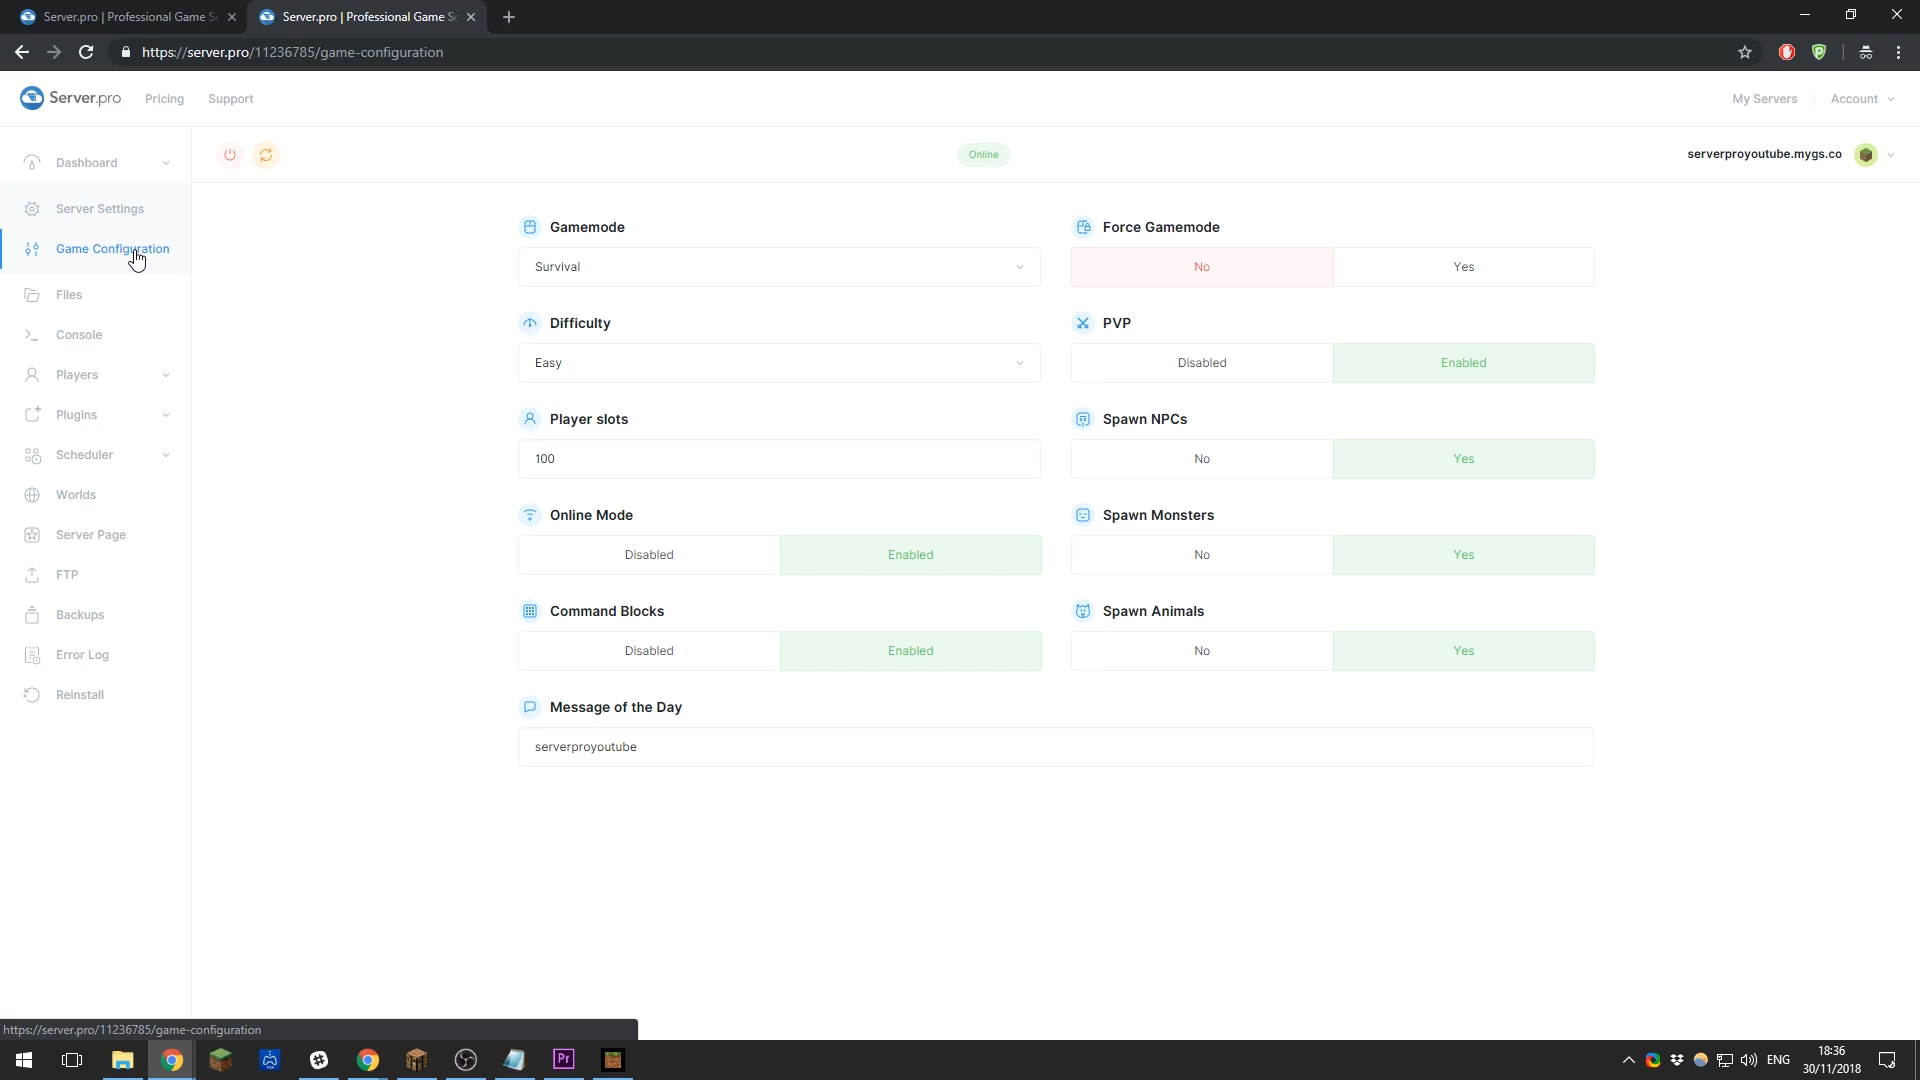 Server.pro | Professional Game S
Server.pro | Professional Game Se
https://server.pro/11236785/game-configuration
Server.pro
Pricing
Support
My Servers
Account
Dashboard
Online
serverproyoutube.mygs.co
Server Settings
Game Configuration
Files
Console
Players
Plugins
Scheduler
Worlds
Server Page
FTP
Backups
Error Log
Reinstall
Gamemode
Survival
Force Gamemode
No Yes
Difficulty
Easy
PVP
Disabled Enabled
Player slots
100
Spawn NPCs
No Yes
Online Mode
Disabled Enabled
Spawn Monsters
No Yes
Command Blocks
Disabled Enabled
Spawn Animals
No Yes
Message of the Day
serverproyoutube
https://server.pro/11236785/game-configuration
Pr
ENG
18:36
30/11/2018